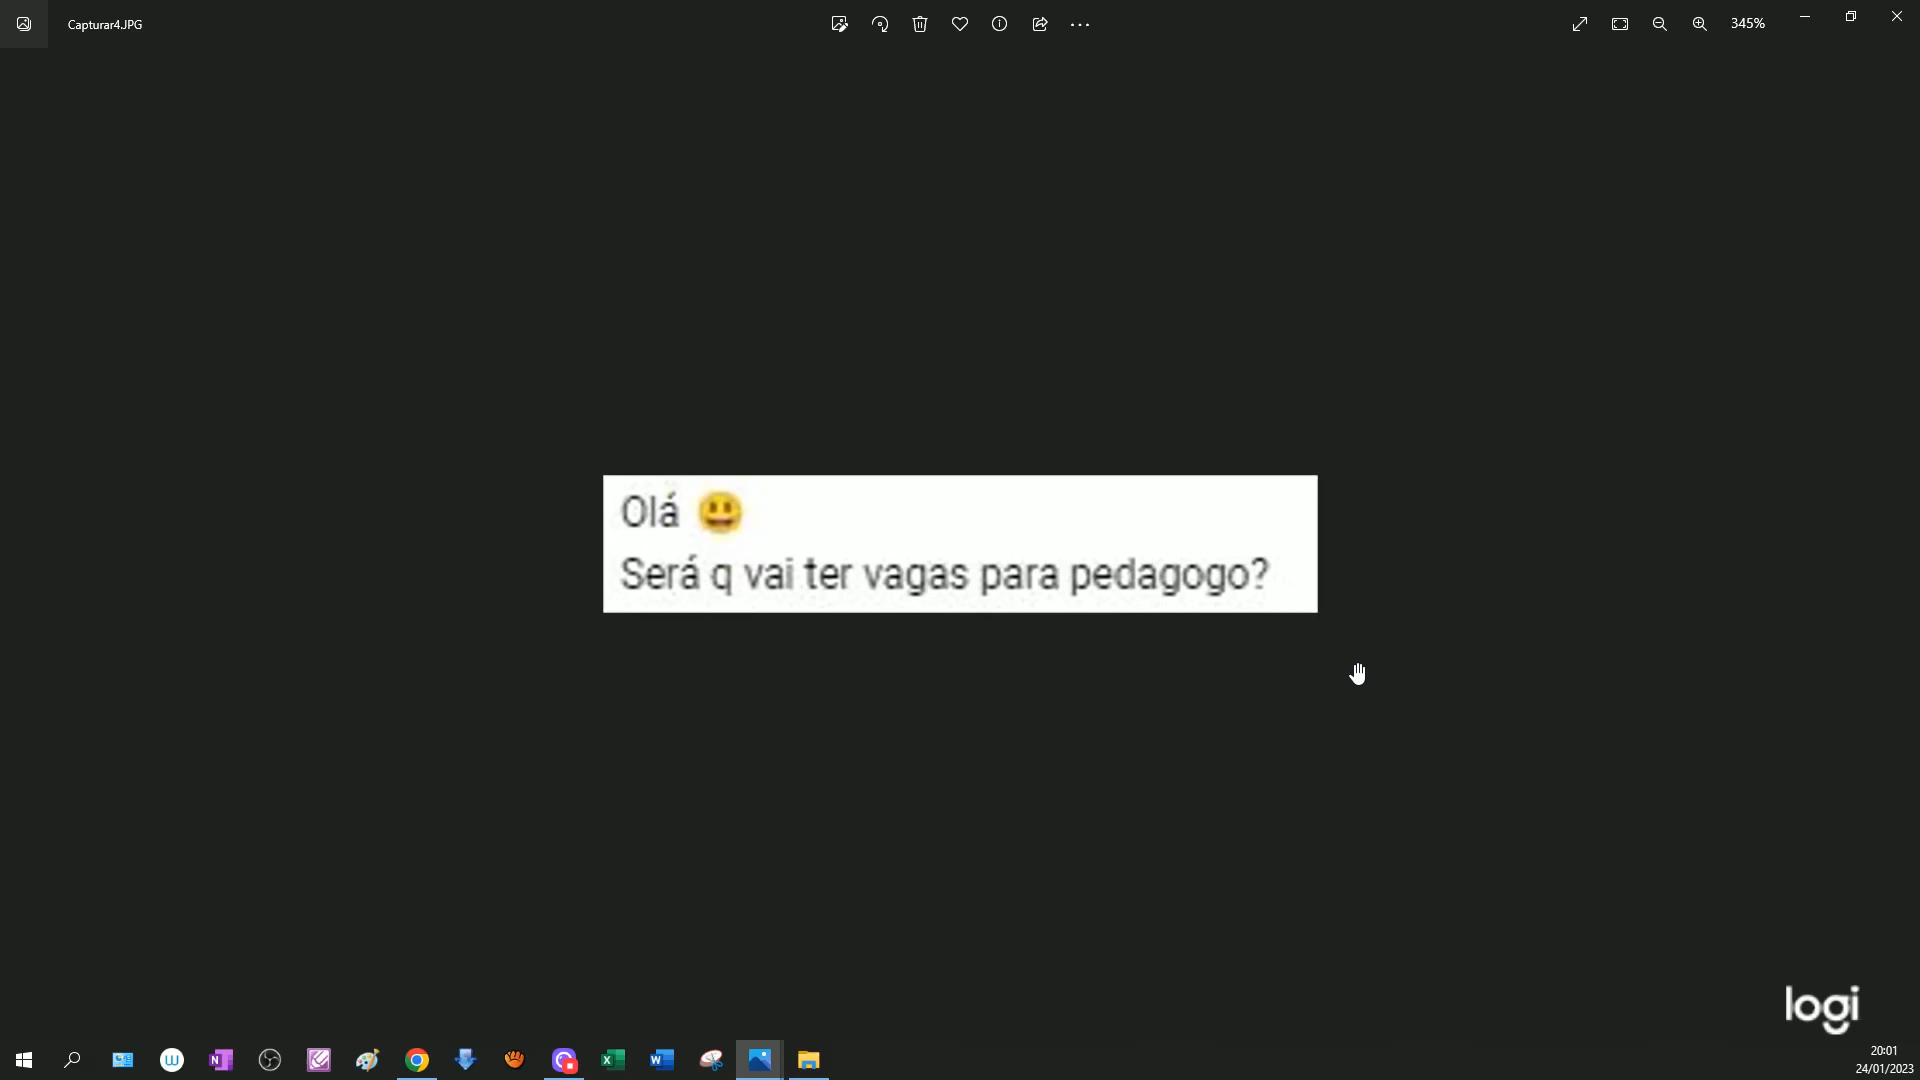 Capturar4.JPG
345%
Olá 😃
Será q vai ter vagas para pedagogo?
logi
20:01
24/01/2023